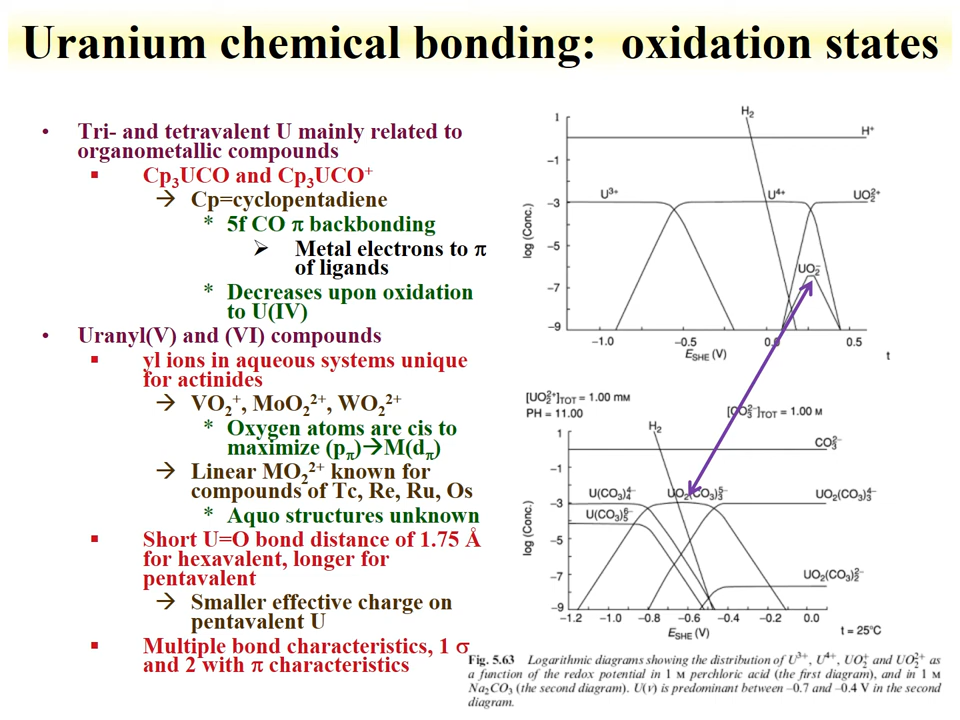 Uranium chemical bonding: oxidation states
• Tri- and tetravalent U mainly related to
organometallic compounds
▪ Cp₃UCO and Cp₃UCO⁺
→ Cp=cyclopentadiene
* 5f CO π backbonding
➢ Metal electrons to π
of ligands
* Decreases upon oxidation
to U(IV)
• Uranyl(V) and (VI) compounds
▪ yl ions in aqueous systems unique
for actinides
→ VO₂⁺, MoO₂²⁺, WO₂²⁺
* Oxygen atoms are cis to
maximize (pπ)→M(dπ)
→ Linear MO₂²⁺ known for
compounds of Tc, Re, Ru, Os
* Aquo structures unknown
▪ Short U=O bond distance of 1.75 Å
for hexavalent, longer for
pentavalent
→ Smaller effective charge on
pentavalent U
▪ Multiple bond characteristics, 1 σ
and 2 with π characteristics
H₂
1
H⁺
−1
U³⁺ U⁴⁺ UO₂²⁺
−3
log (Conc.)
−5
UO₂⁻
−7
−9
−1.0 −0.5 0.0 0.5
E_SHE (V)
t
[UO₂²⁺]TOT = 1.00 mM
PH = 11.00
[CO₃²⁻]TOT = 1.00 M
H₂
1
CO₃²⁻
−1
U(CO₃)₄⁴⁻ UO₂(CO₃)₃⁵⁻ UO₂(CO₃)₃⁴⁻
−3
U(CO₃)₅⁶⁻
log (Conc.)
−5
UO₂(CO₃)₂²⁻
−7
−9
−1.2 −1.0 −0.8 −0.6 −0.4 −0.2 0.0
E_SHE (V)
t = 25°C
Fig. 5.63 Logarithmic diagrams showing the distribution of U³⁺, U⁴⁺, UO₂⁺ and UO₂²⁺ as
a function of the redox potential in 1 M perchloric acid (the first diagram), and in 1 M
Na₂CO₃ (the second diagram). U(V) is predominant between −0.7 and −0.4 V in the second
diagram.